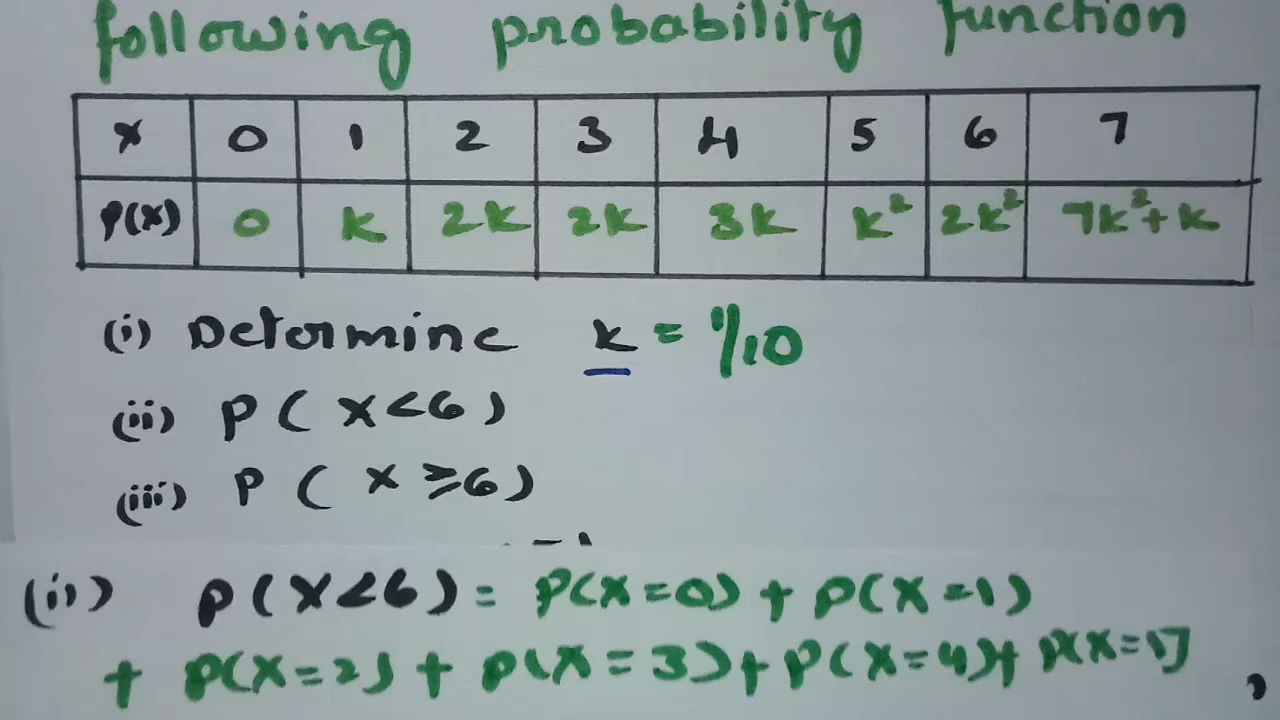 following probability function
x 0 1 2 3 4 5 6 7
P(x) 0 k 2k 2k 3k k² 2k² 7k²+k
(i) Determine k = 1/10
(ii) P(x<6)
(iii) P(x≥6)
(ii) P(X<6) = P(X=0) + P(X=1)
+ P(X=2) + P(X=3) + P(X=4) +